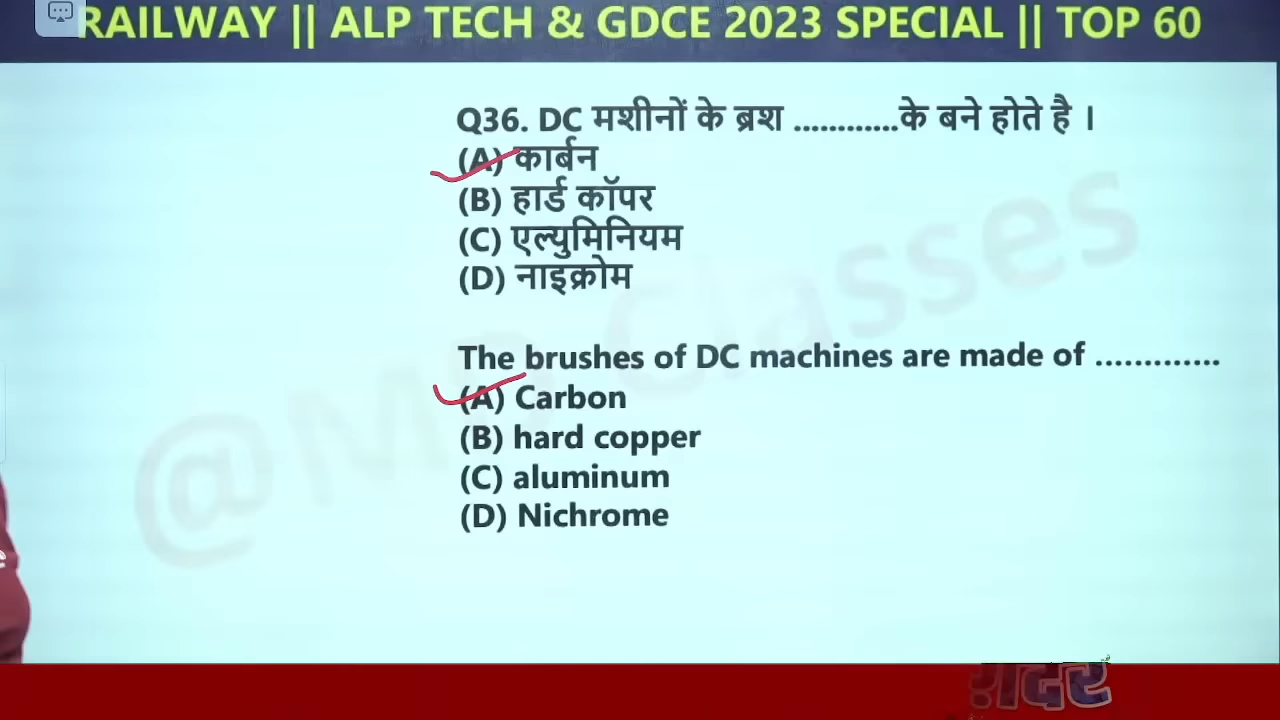 RAILWAY || ALP TECH & GDCE 2023 SPECIAL || TOP 60
Q36. DC मशीनों के ब्रश ............के बने होते है ।
(A) कार्बन
(B) हार्ड कॉपर
(C) एल्युमिनियम
(D) नाइक्रोम
The brushes of DC machines are made of .............
(A) Carbon
(B) hard copper
(C) aluminum
(D) Nichrome
Classes
ग़दर